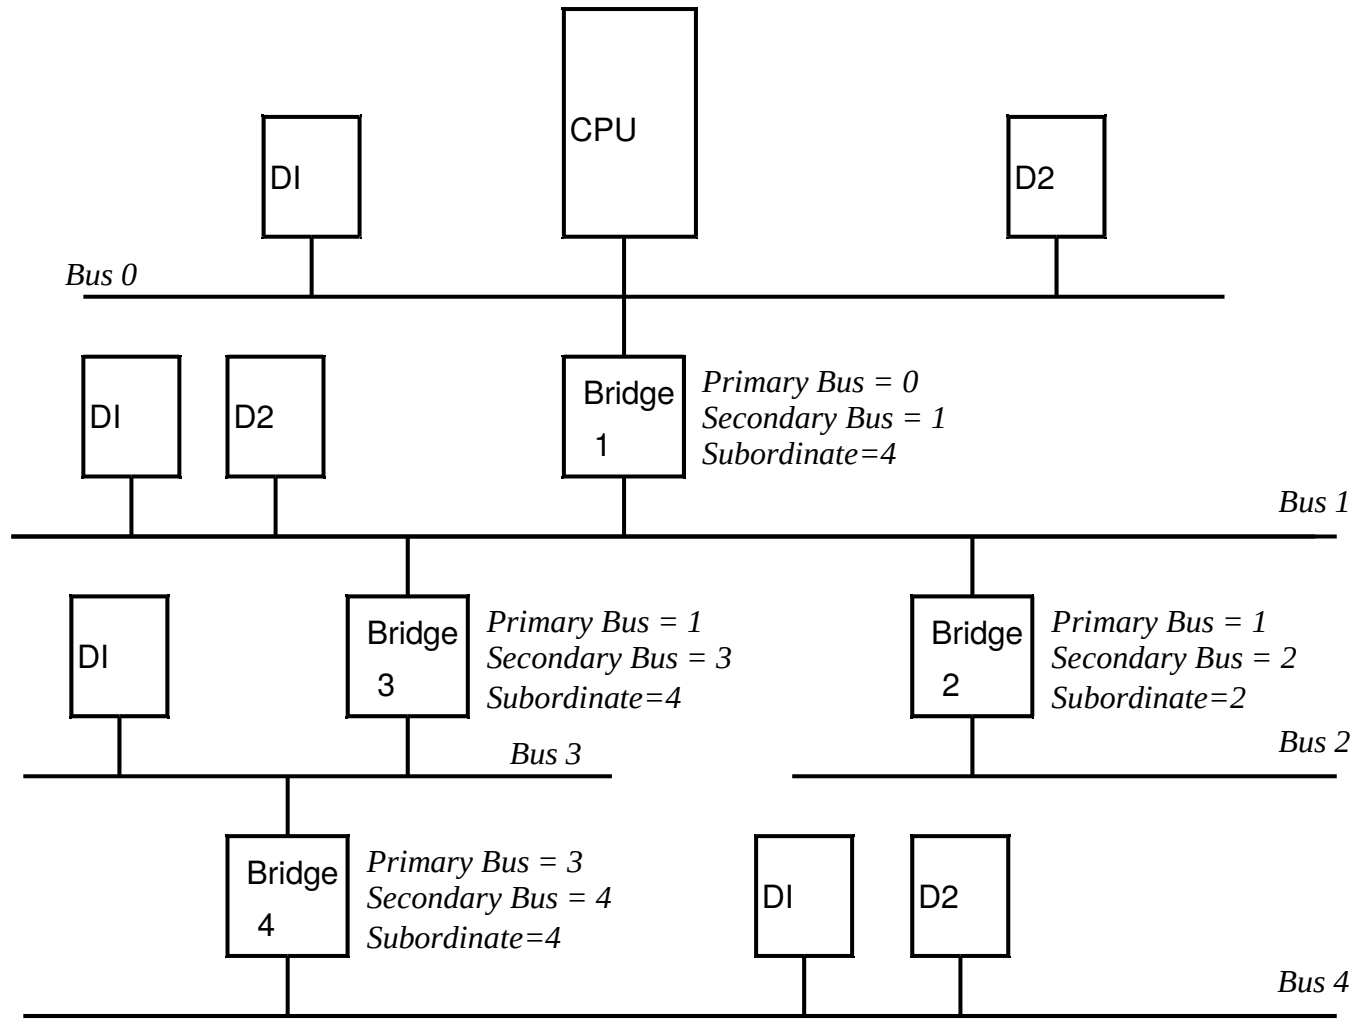 CPU
DI
D2
Bus 0
DI
D2
Bridge
1
Primary Bus = 0
Secondary Bus = 1
Subordinate=4
Bus 1
DI
Bridge
3
Primary Bus = 1
Secondary Bus = 3
Subordinate=4
Bridge
2
Primary Bus = 1
Secondary Bus = 2
Subordinate=2
Bus 3
Bus 2
Bridge
4
Primary Bus = 3
Secondary Bus = 4
Subordinate=4
DI
D2
Bus 4